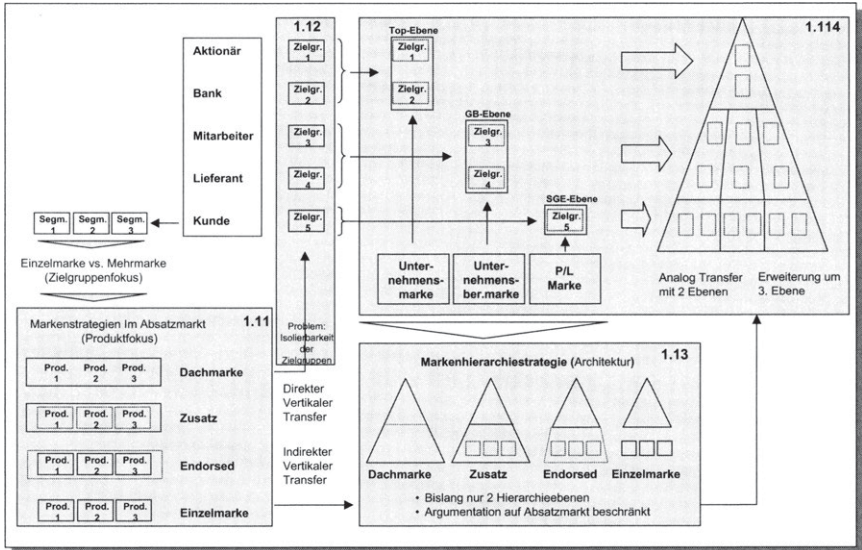 Aktionär
Bank
Mitarbeiter
Lieferant
Kunde
Segm. Segm. Segm.
1 2 3
Einzelmarke vs. Mehrmarke
(Zielgruppenfokus)
1.12
Zielgr.
1
Zielgr.
2
Zielgr.
3
Zielgr.
4
Zielgr.
5
Problem:
Isolierbarkeit
der
Zielgruppen
1.114
Top-Ebene
Zielgr.
1
Zielgr.
2
GB-Ebene
Zielgr.
3
Zielgr.
4
SGE-Ebene
Zielgr.
5
Unter-
nehmens-
marke
Unter-
nehmens-
ber.marke
P/L
Marke
Analog Transfer
mit 2 Ebenen
Erweiterung um
3. Ebene
1.11
Markenstrategien im Absatzmarkt
(Produktfokus)
Prod. Prod. Prod.
1 2 3
Dachmarke
Prod. Prod. Prod.
1 2 3
Zusatz
Prod. Prod. Prod.
1 2 3
Endorsed
Prod. Prod. Prod.
1 2 3
Einzelmarke
Direkter
Vertikaler
Transfer
Indirekter
Vertikaler
Transfer
1.13
Markenhierarchiestrategie (Architektur)
Dachmarke Zusatz Endorsed Einzelmarke
• Bislang nur 2 Hierarchieebenen
• Argumentation auf Absatzmarkt beschränkt